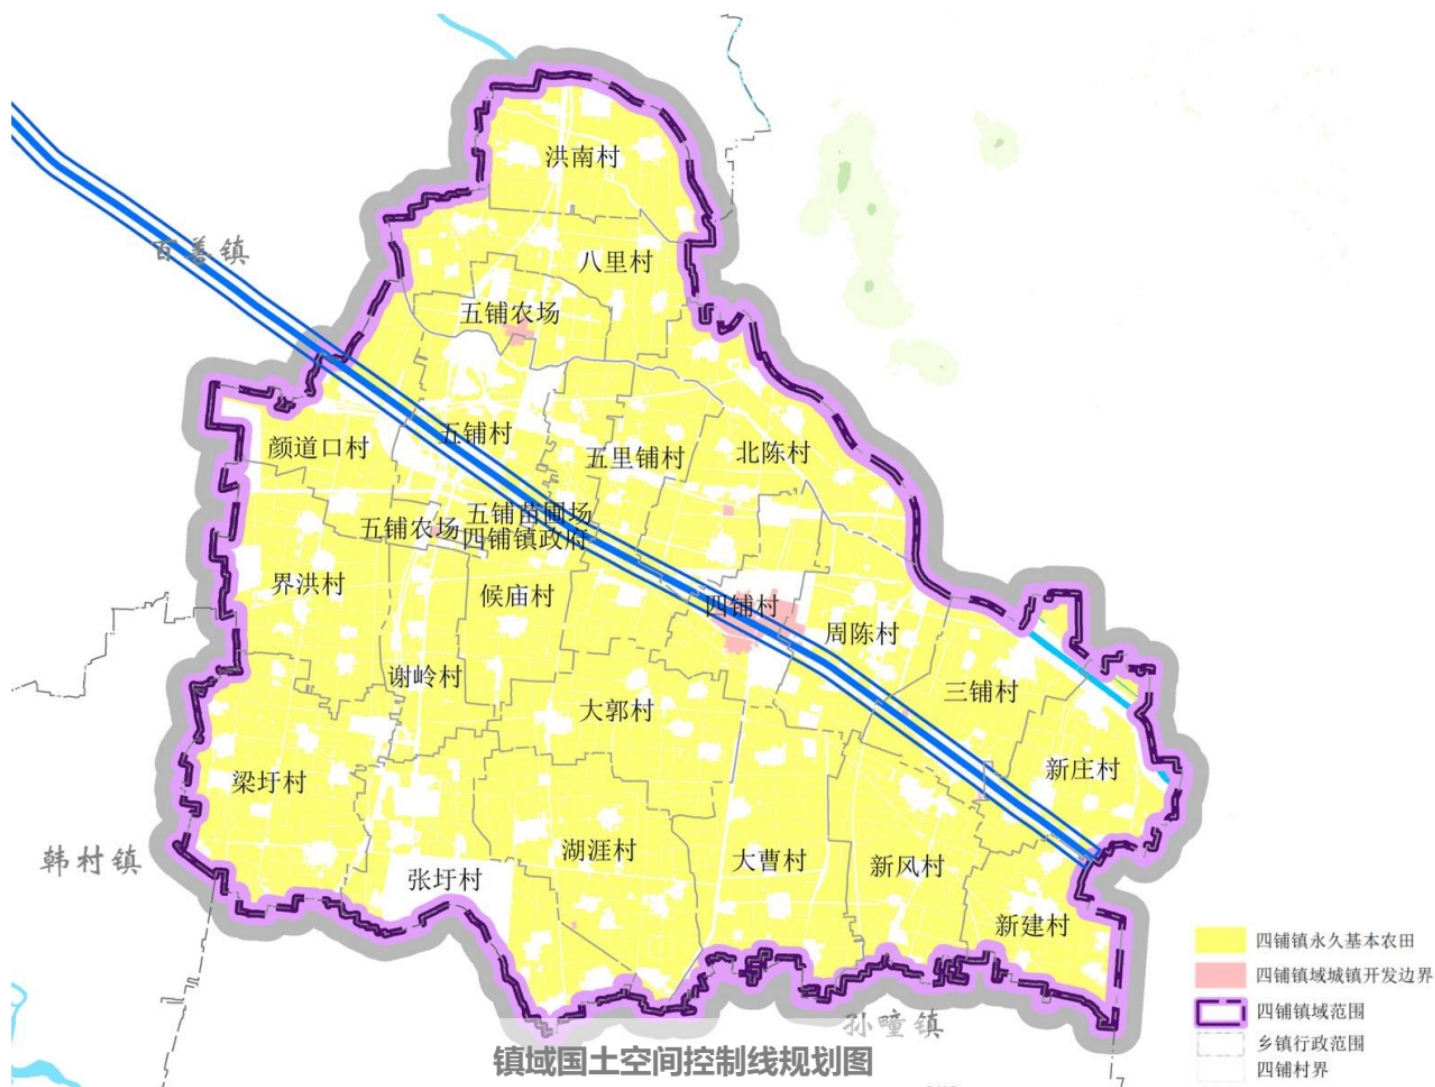 洪南村
百善镇
八里村
五铺农场
颜道口村
五铺村
五里铺村
北陈村
五铺农场
五铺苗圃场
四铺镇政府
界洪村
候庙村
四铺村
周陈村
谢岭村
大郭村
三铺村
梁圩村
新庄村
韩村镇
张圩村
湖涯村
大曹村
新风村
新建村
孙疃镇
四铺镇永久基本农田
四铺镇域城镇开发边界
四铺镇域范围
乡镇行政范围
四铺村界
镇域国土空间控制线规划图